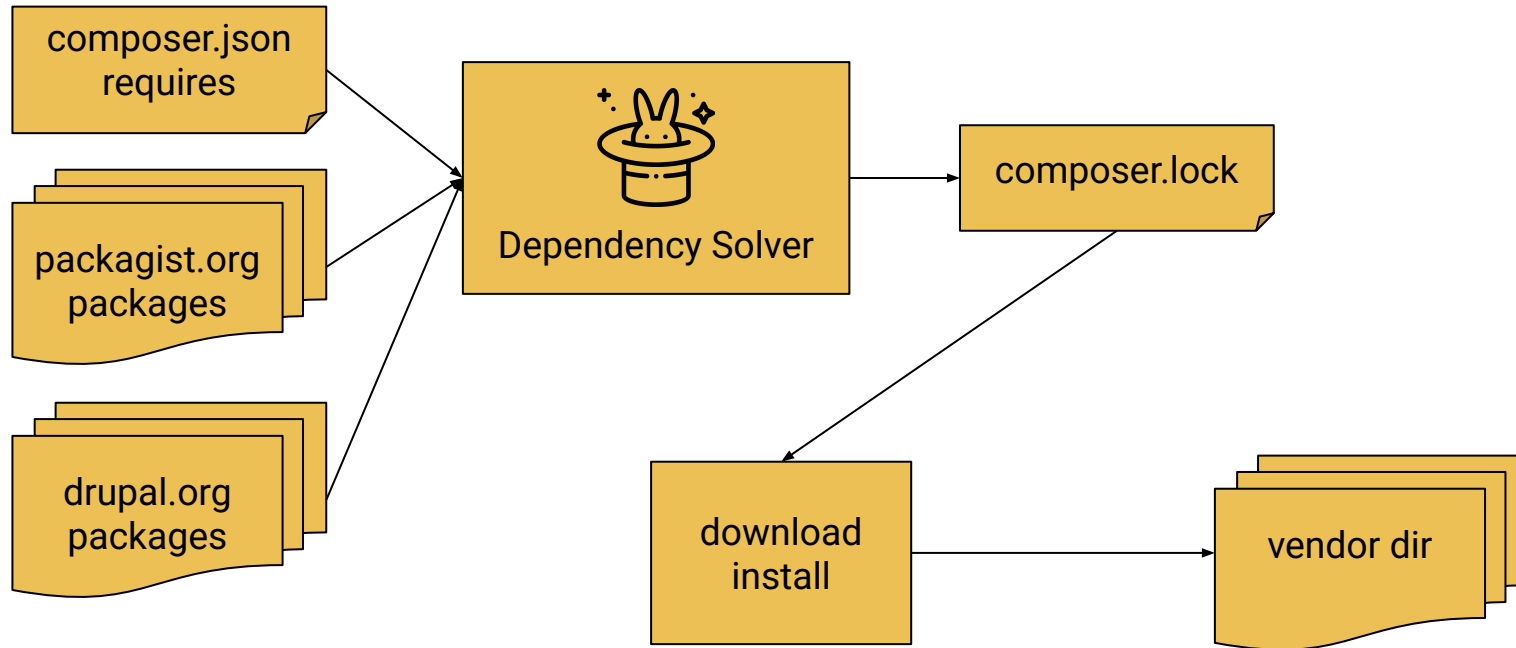 composer.json
requires
packagist.org
packages
drupal.org
packages
Dependency Solver
composer.lock
download
install
vendor dir